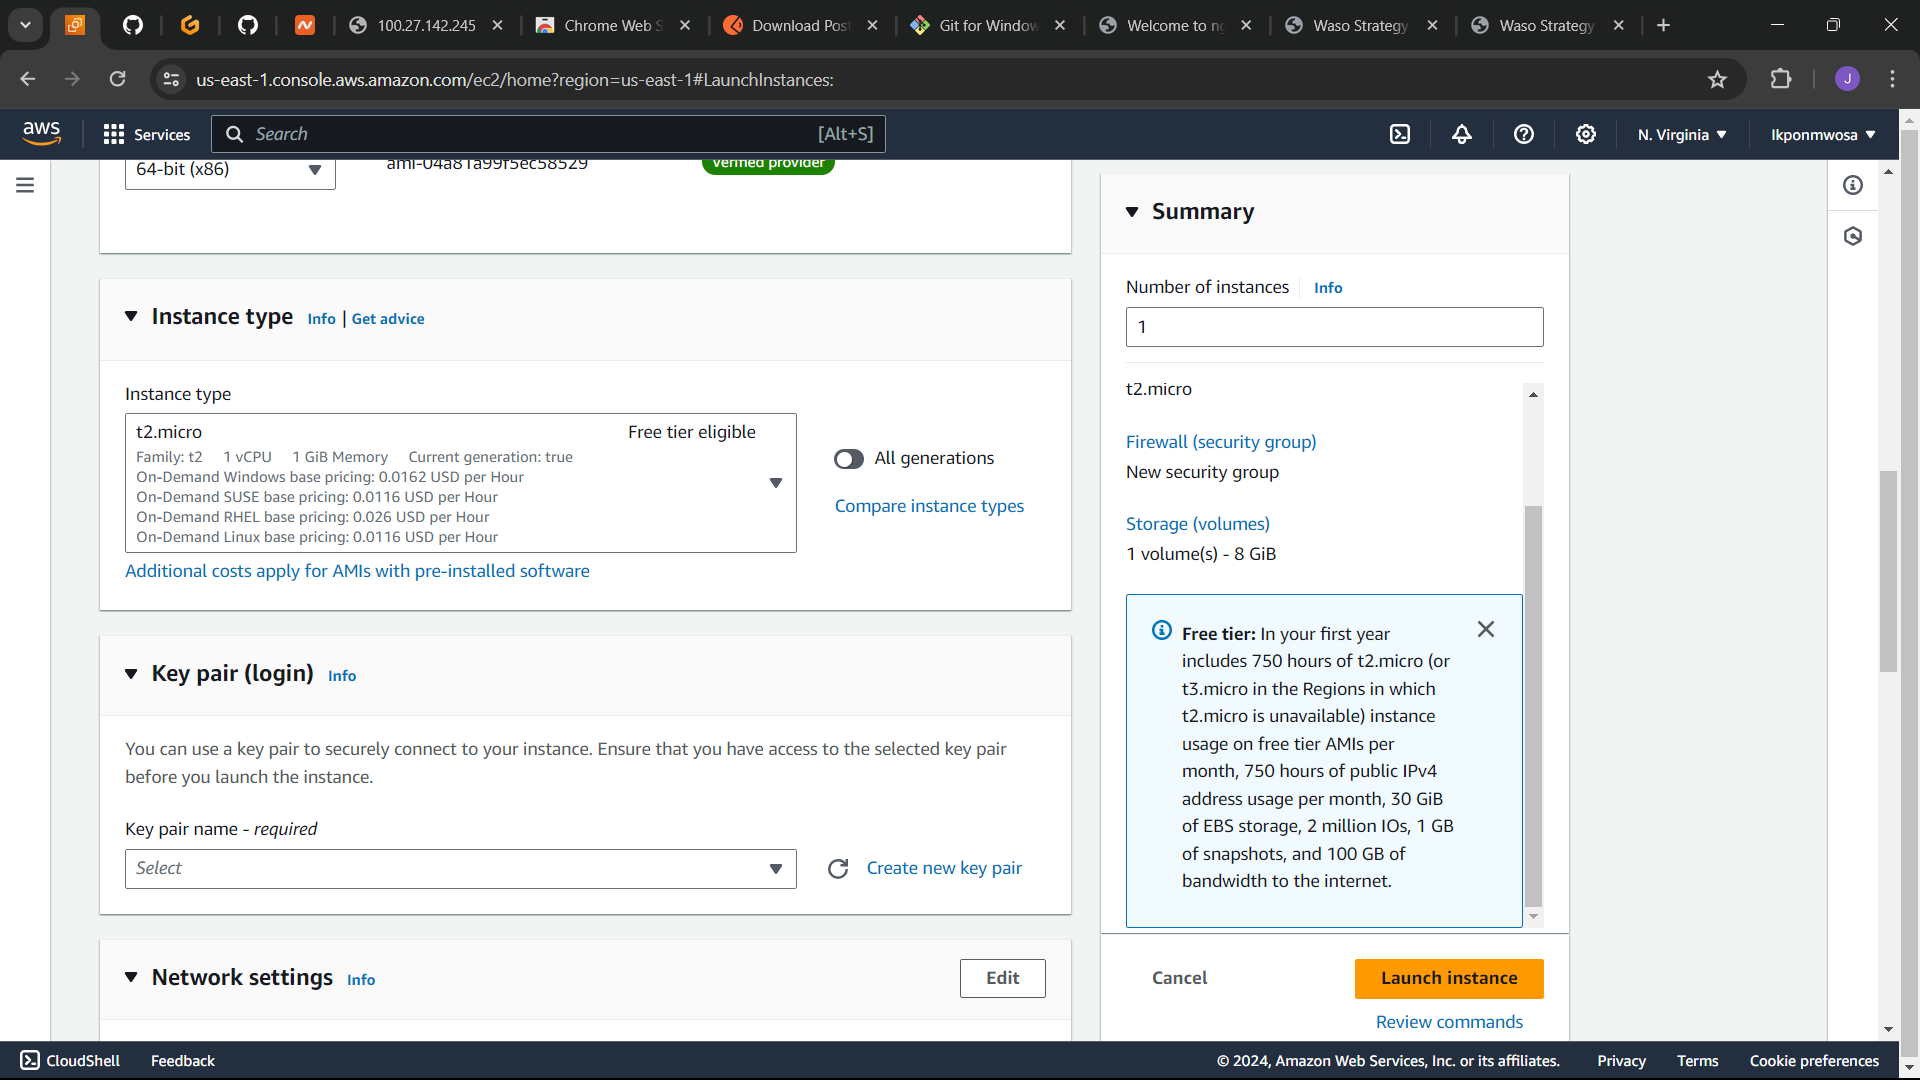 100.27.142.245
Chrome Web S
Download Pos
Git for Window
Welcome to ng
Waso Strategy
Waso Strategy
us-east-1.console.aws.amazon.com/ec2/home?region=us-east-1#LaunchInstances:
J
aws
Services
Search
[Alt+S]
N. Virginia
Ikponmwosa
64-bit (x86)
ami-04a81a99f5ec58529
Verified provider
Instance type
Info | Get advice
Instance type
t2.micro
Free tier eligible
Family: t2 1 vCPU 1 GiB Memory Current generation: true
On-Demand Windows base pricing: 0.0162 USD per Hour
On-Demand SUSE base pricing: 0.0116 USD per Hour
On-Demand RHEL base pricing: 0.026 USD per Hour
On-Demand Linux base pricing: 0.0116 USD per Hour
All generations
Compare instance types
Additional costs apply for AMIs with pre-installed software
Key pair (login) Info
You can use a key pair to securely connect to your instance. Ensure that you have access to the selected key pair
before you launch the instance.
Key pair name - required
Select
Create new key pair
Network settings Info
Edit
Summary
Number of instances Info
1
t2.micro
Firewall (security group)
New security group
Storage (volumes)
1 volume(s) - 8 GiB
Free tier: In your first year
includes 750 hours of t2.micro (or
t3.micro in the Regions in which
t2.micro is unavailable) instance
usage on free tier AMIs per
month, 750 hours of public IPv4
address usage per month, 30 GiB
of EBS storage, 2 million IOs, 1 GB
of snapshots, and 100 GB of
bandwidth to the internet.
Cancel
Launch instance
Review commands
CloudShell
Feedback
© 2024, Amazon Web Services, Inc. or its affiliates.
Privacy
Terms
Cookie preferences